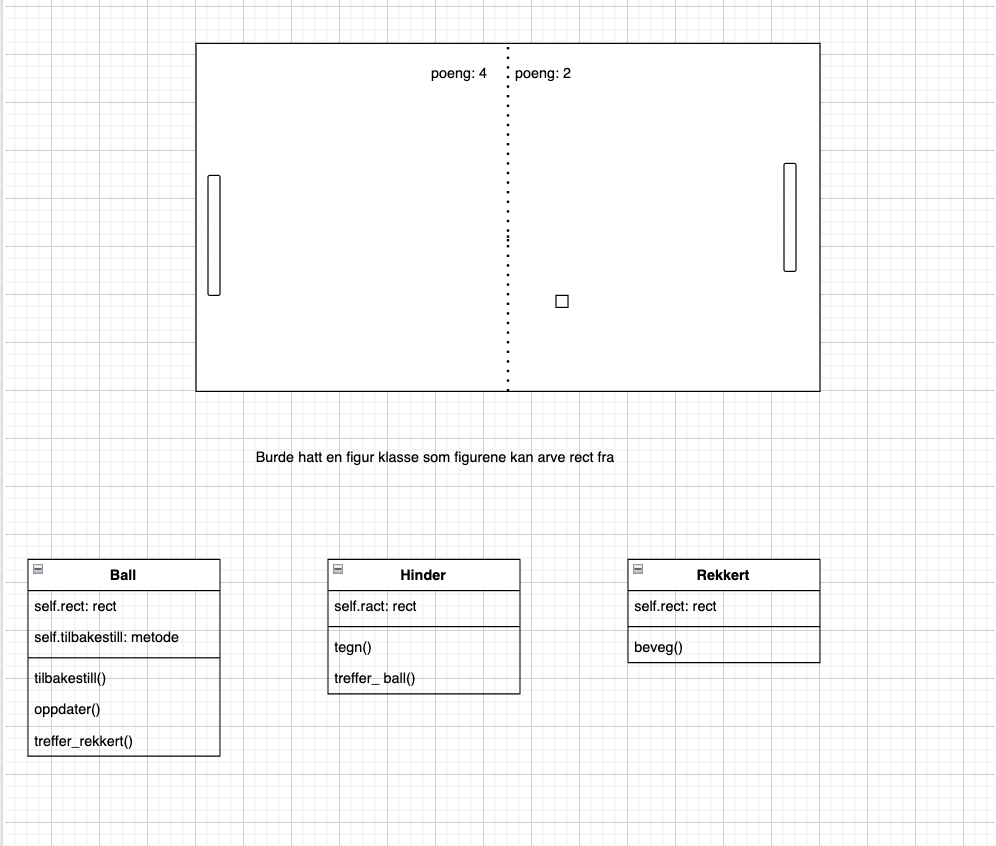 poeng: 4
poeng: 2
Burde hatt en figur klasse som figurene kan arve rect fra
Ball
self.rect: rect
self.tilbakestill: metode
tilbakestill()
oppdater()
treffer_rekkert()
Hinder
self.ract: rect
tegn()
treffer_ ball()
Rekkert
self.rect: rect
beveg()